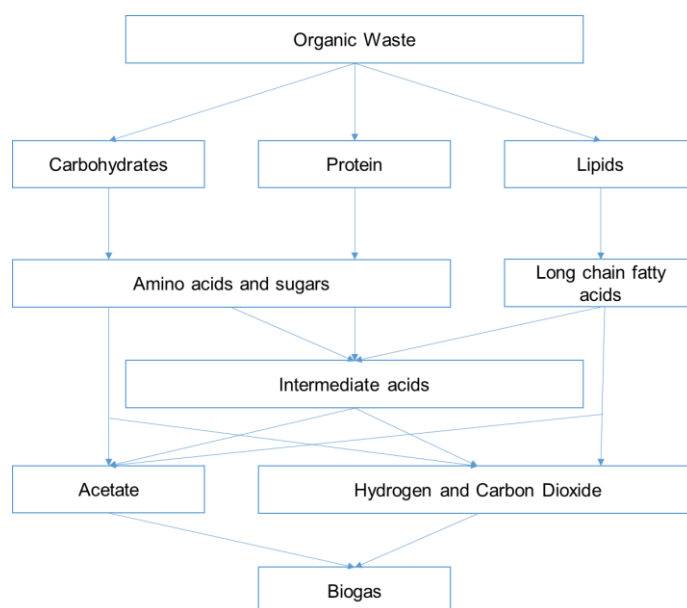 Organic Waste
Carbohydrates
Protein
Lipids
Amino acids and sugars
Long chain fatty
acids
Intermediate acids
Acetate
Hydrogen and Carbon Dioxide
Biogas